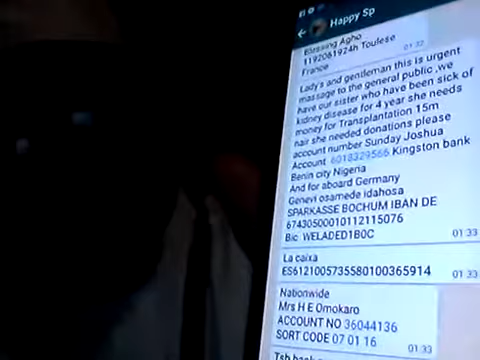 Happy Sp
Blessing Agho
1192061924h Toulese
01:32
France
Lady's and gentleman this is urgent
massage to the general public ,we
have our sister who have been sick of
kidney disease for 4 year she needs
money for Transplantation 15m
nair she needed donations please
account number Sunday Joshua
Account 6018329566 Kingston bank
Benin city Nigeria
And for aboard Germany
Genevi osamede idahosa
SPARKASSE BOCHUM IBAN DE
67430500010112115076
Bic WELADED1BOC
01:33
La caixa
ES6121005735580100365914
01:33
Nationwide
Mrs H E Omokaro
ACCOUNT NO 36044136
SORT CODE 07 01 16
01:33
Tsb